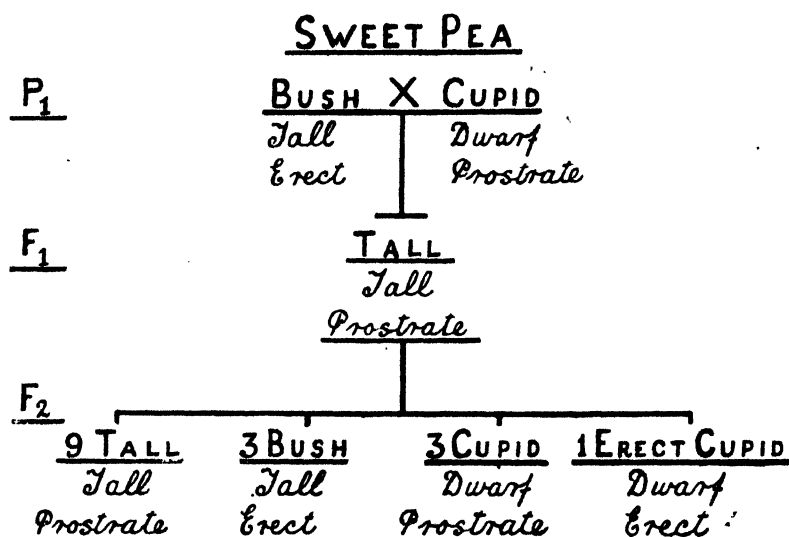 SWEET PEA
P1 BUSH X CUPID
Tall Dwarf
Erect Prostrate
F1 TALL
Tall
Prostrate
F2
9 TALL 3 BUSH 3 CUPID 1 ERECT CUPID
Tall Tall Dwarf Dwarf
Prostrate Erect Prostrate Erect